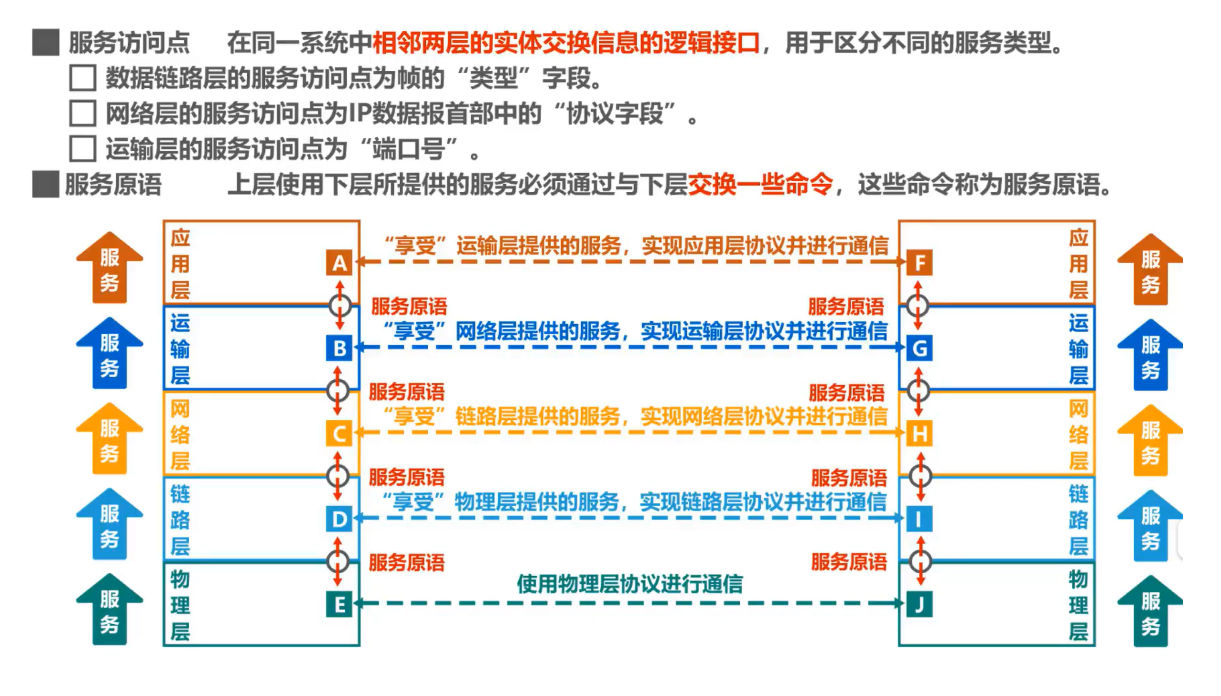 服务访问点 在同一系统中相邻两层的实体交换信息的逻辑接口，用于区分不同的服务类型。
数据链路层的服务访问点为帧的“类型”字段。
网络层的服务访问点为IP数据报首部中的“协议字段”。
运输层的服务访问点为“端口号”。
服务原语 上层使用下层所提供的服务必须通过与下层交换一些命令，这些命令称为服务原语。
服务
应用层
A
“享受”运输层提供的服务，实现应用层协议并进行通信
F
应用层
服务
服务原语
服务原语
服务
运输层
B
“享受”网络层提供的服务，实现运输层协议并进行通信
G
运输层
服务
服务原语
服务原语
服务
网络层
C
“享受”链路层提供的服务，实现网络层协议并进行通信
H
网络层
服务
服务原语
服务原语
服务
链路层
D
“享受”物理层提供的服务，实现链路层协议并进行通信
I
链路层
服务
服务原语
服务原语
服务
物理层
E
使用物理层协议进行通信
J
物理层
服务